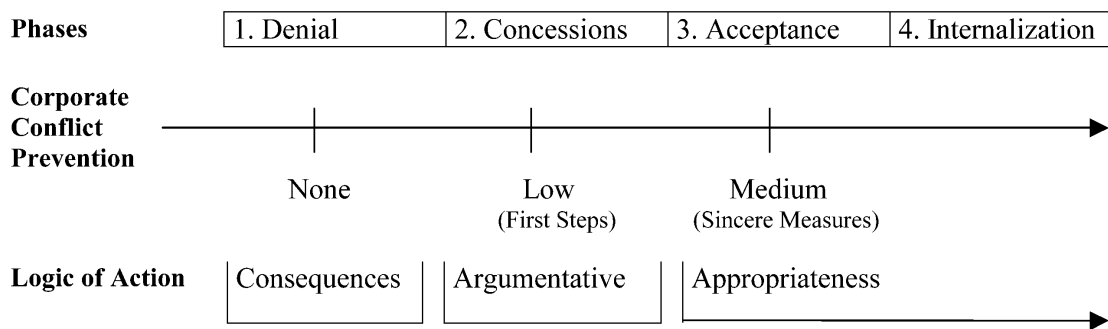 Phases 1. Denial 2. Concessions 3. Acceptance 4. Internalization
Corporate
Conflict
Prevention
None Low Medium
(First Steps) (Sincere Measures)
Logic of Action Consequences Argumentative Appropriateness